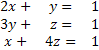 2x + y = 1
3y + z = 1
x + 4z = 1